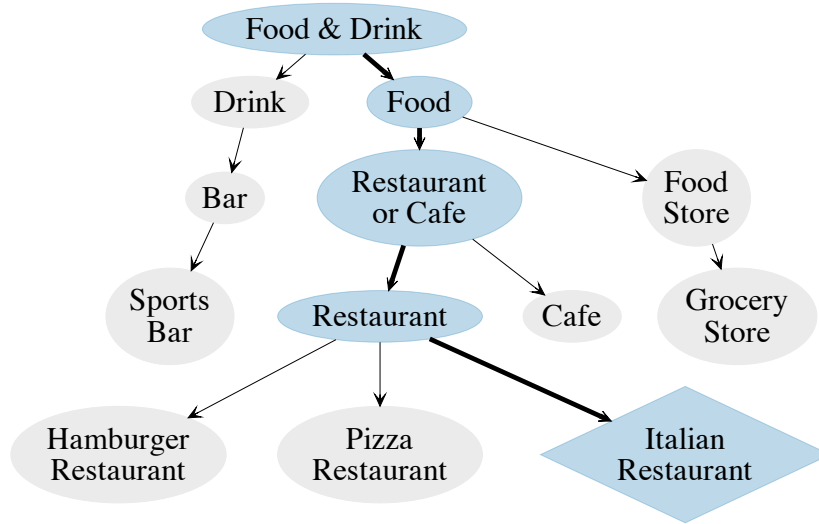 Food & Drink
Drink
Food
Bar
Restaurant
or Cafe
Food
Store
Sports
Bar
Restaurant
Cafe
Grocery
Store
Hamburger
Restaurant
Pizza
Restaurant
Italian
Restaurant